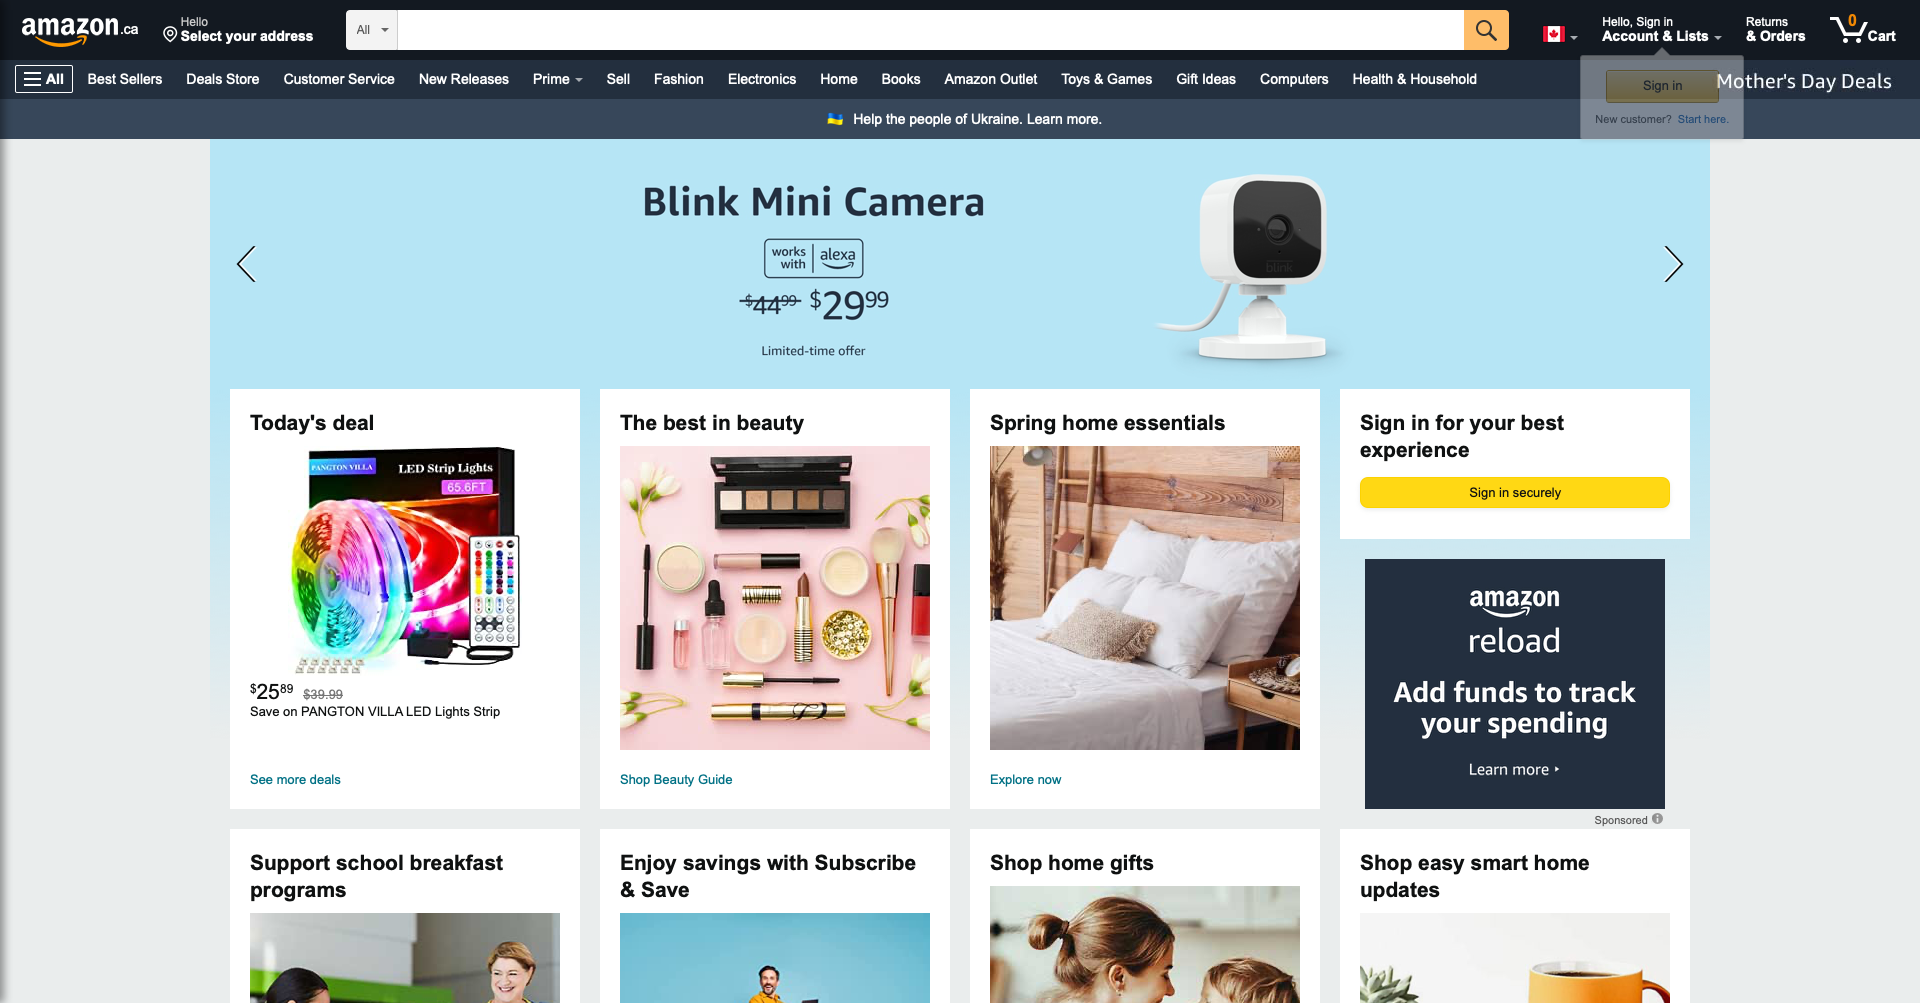 amazon.ca
Hello
Select your address
All
Hello, Sign in
Account & Lists
Returns
& Orders
0
Cart
All
Best Sellers
Deals Store
Customer Service
New Releases
Prime
Sell
Fashion
Electronics
Home
Books
Amazon Outlet
Toys & Games
Gift Ideas
Computers
Health & Household
Mother's Day Deals
Sign in
New customer? Start here.
Help the people of Ukraine. Learn more.
Blink Mini Camera
works with alexa
$44.99 $29.99
Limited-time offer
blink
Today's deal
PANGTON VILLA
LED Strip Lights
65.6FT
$25.89 $39.99
Save on PANGTON VILLA LED Lights Strip
See more deals
The best in beauty
Shop Beauty Guide
Spring home essentials
Explore now
Sign in for your best
experience
Sign in securely
amazon
reload
Add funds to track
your spending
Learn more
Sponsored
Support school breakfast
programs
Enjoy savings with Subscribe
& Save
Shop home gifts
Shop easy smart home
updates